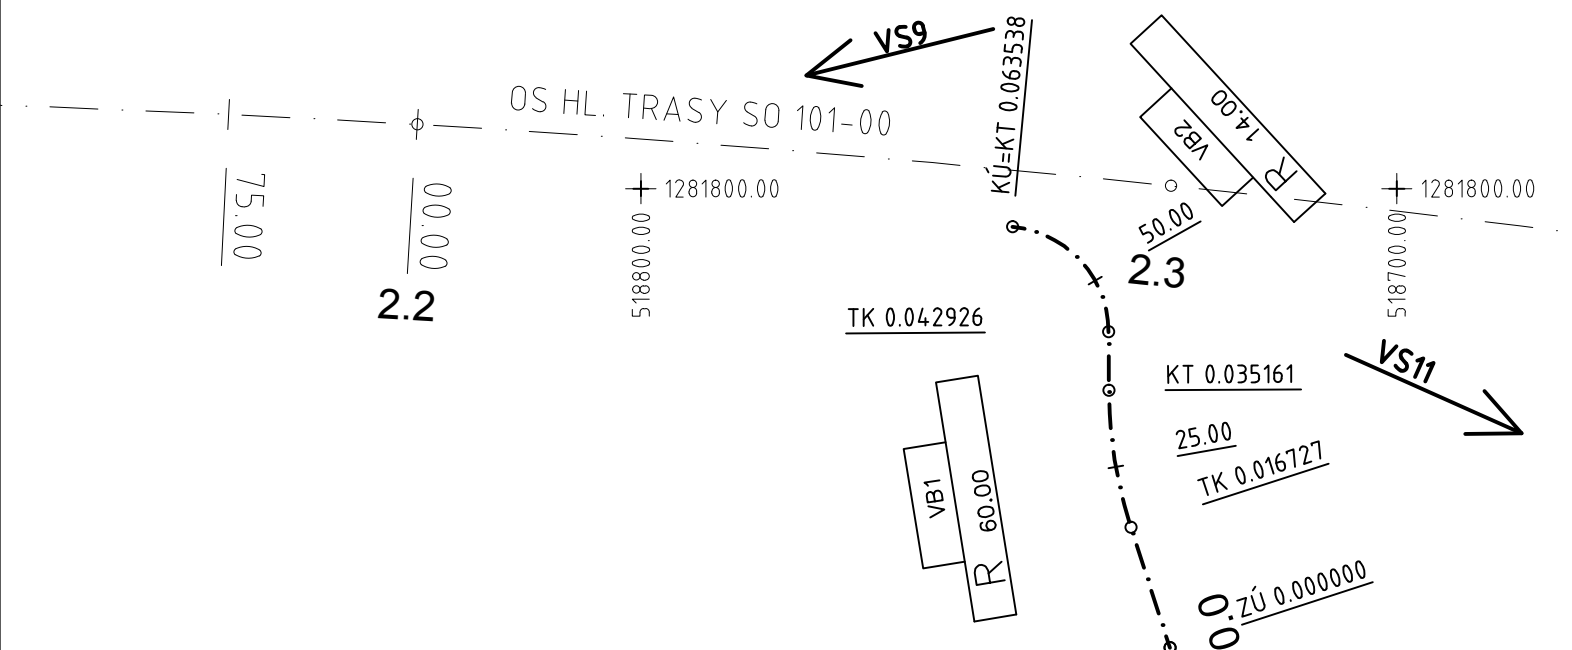 VS9
KÚ=KT 0.063538
OS HL. TRASY SO 101-00
R 14.00
VB2
75.00
00.00
2.2
1281800.00
518800.00
50.00
2.3
1281800.00
518700.00
TK 0.042926
VS11
KT 0.035161
25.00
TK 0.016727
VB1
R 60.00
ZÚ 0.000000
0.0